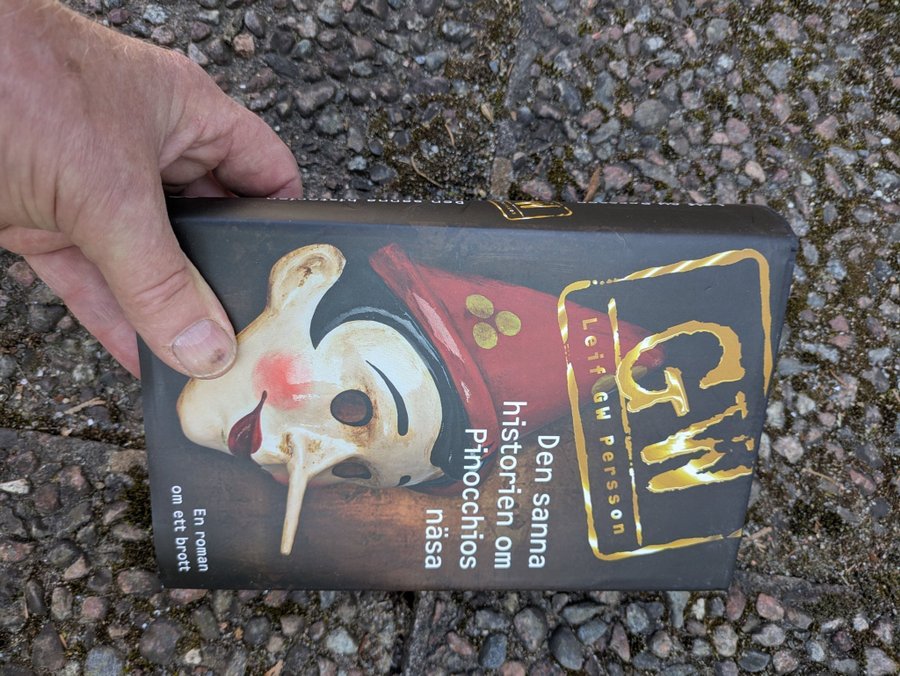 GW
Leif GW Persson
Den sanna
historien om
Pinocchios
näsa
En roman
om ett brott